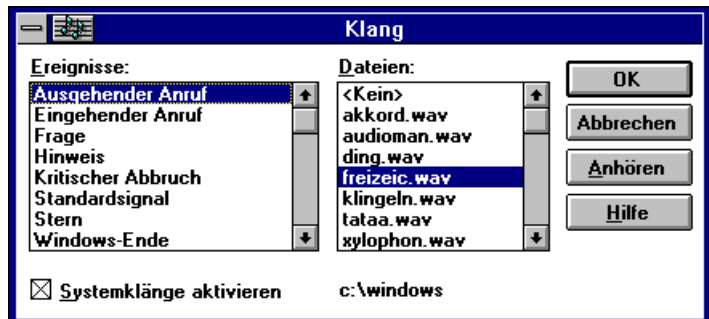 Klang
Ereignisse:
Ausgehender Anruf
Eingehender Anruf
Frage
Hinweis
Kritischer Abbruch
Standardsignal
Stern
Windows-Ende
Dateien:
<Kein>
akkord.wav
audioman.wav
ding.wav
freizeic.wav
klingeln.wav
tataa.wav
xylophon.wav
OK
Abbrechen
Anhören
Hilfe
Systemklänge aktivieren
c:\windows